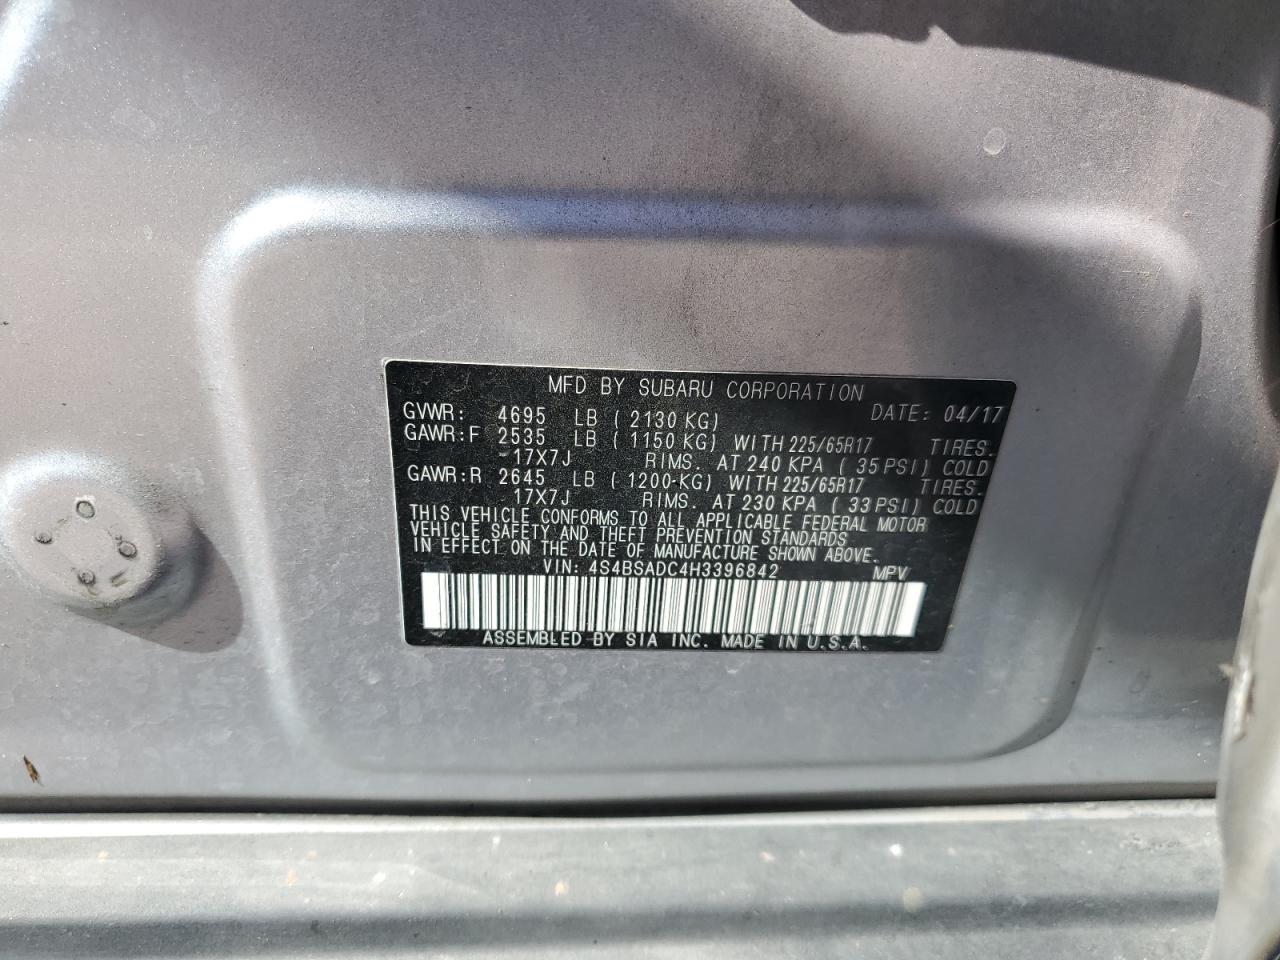 MFD BY SUBARU CORPORATION
GVWR: 4695 LB (2130 KG) DATE: 04/17
GAWR:F 2535 LB (1150 KG) WITH 225/65R17 TIRES.
17X7J RIMS. AT 240 KPA (35 PSI) COLD
GAWR:R 2645 LB (1200 KG) WITH 225/65R17 TIRES.
17X7J RIMS. AT 230 KPA (33 PSI) COLD
THIS VEHICLE CONFORMS TO ALL APPLICABLE FEDERAL MOTOR
VEHICLE SAFETY AND THEFT PREVENTION STANDARDS
IN EFFECT ON THE DATE OF MANUFACTURE SHOWN ABOVE.
VIN: 4S4BSADC4H3396842 MPV
ASSEMBLED BY SIA INC. MADE IN U.S.A.